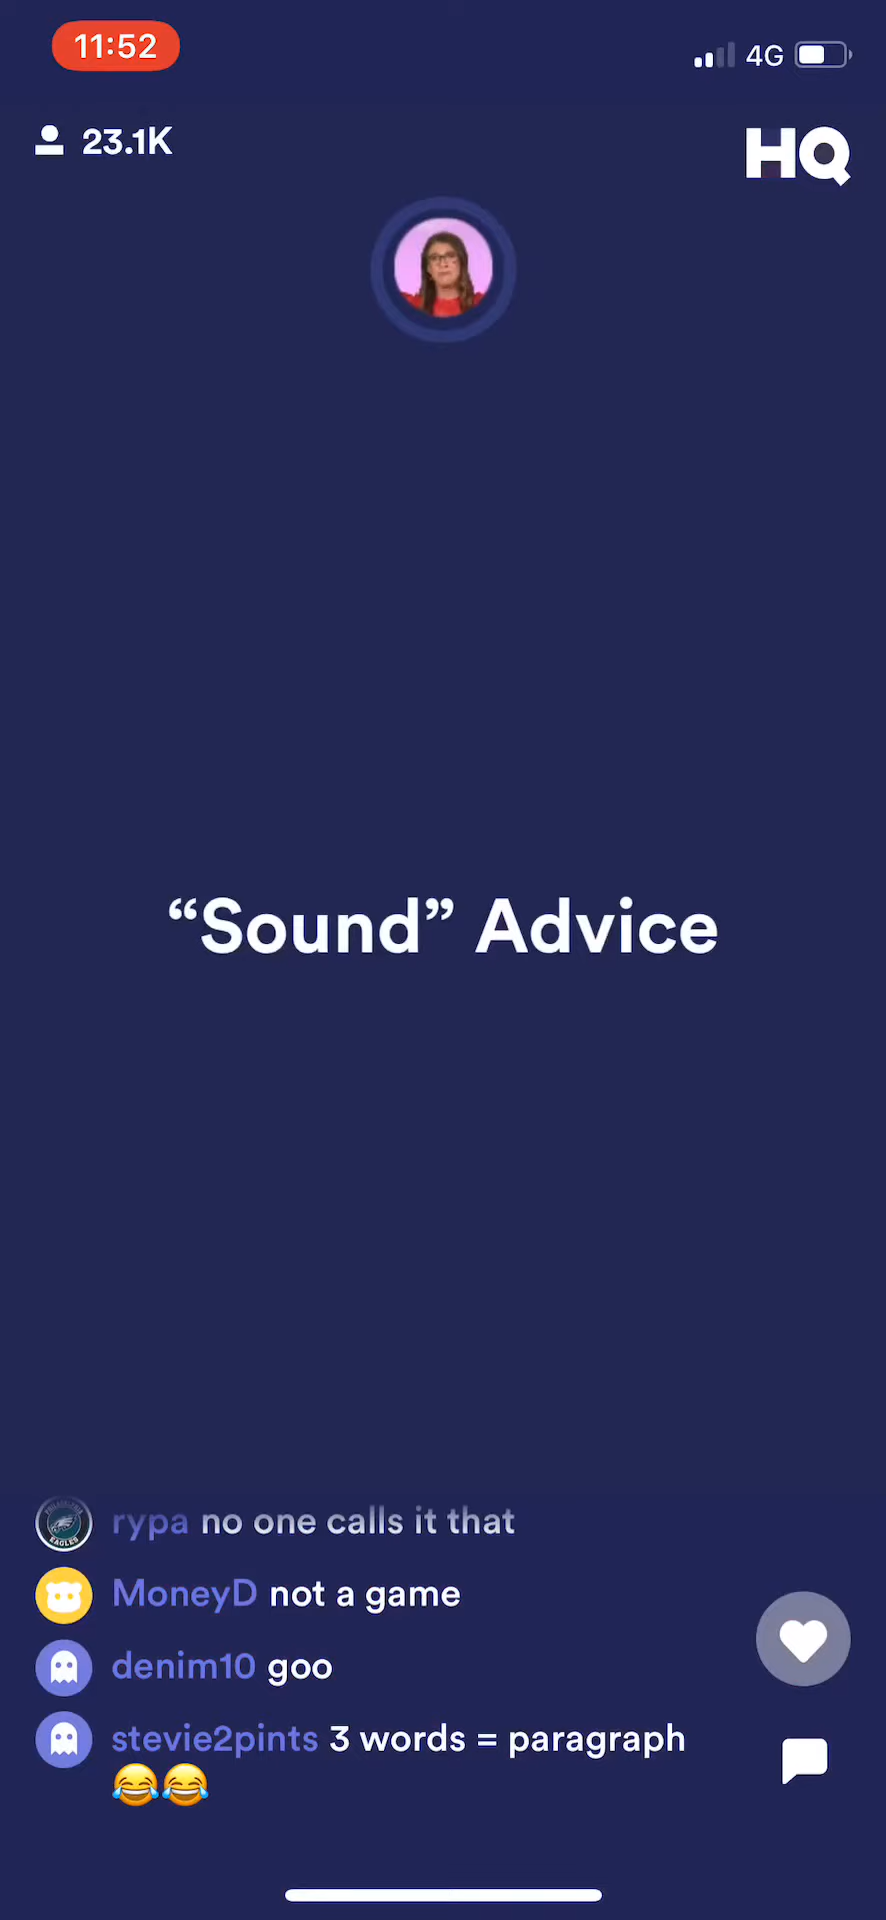 11:52
4G
23.1K
HQ
“Sound” Advice
rypa no one calls it that
MoneyD not a game
denim10 goo
stevie2pints 3 words = paragraph
😂😂